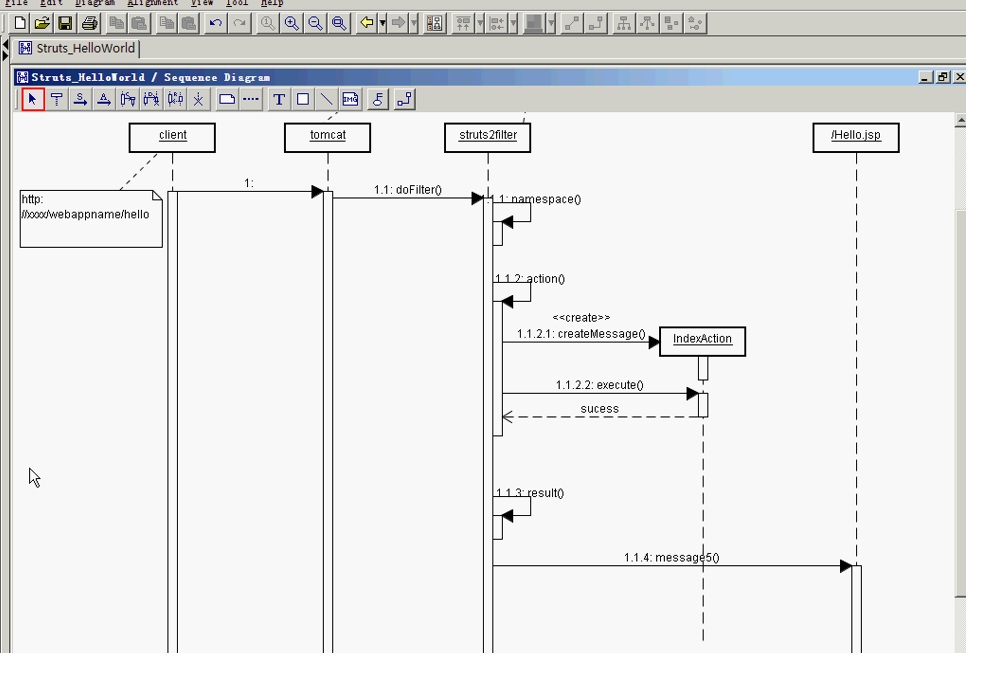 File Edit Diagram Alignment View Tool Help
Struts_HelloWorld
Struts_HelloWorld / Sequence Diagram
S A T IMG
client
tomcat
struts2filter
/Hello.jsp
http:
//xxxx/webappname/hello
1:
1.1: doFilter()
1: namespace()
1.1.2: action()
<<create>>
1.1.2.1: createMessage()
IndexAction
1.1.2.2: execute()
sucess
1.1.3: result()
1.1.4: message5()